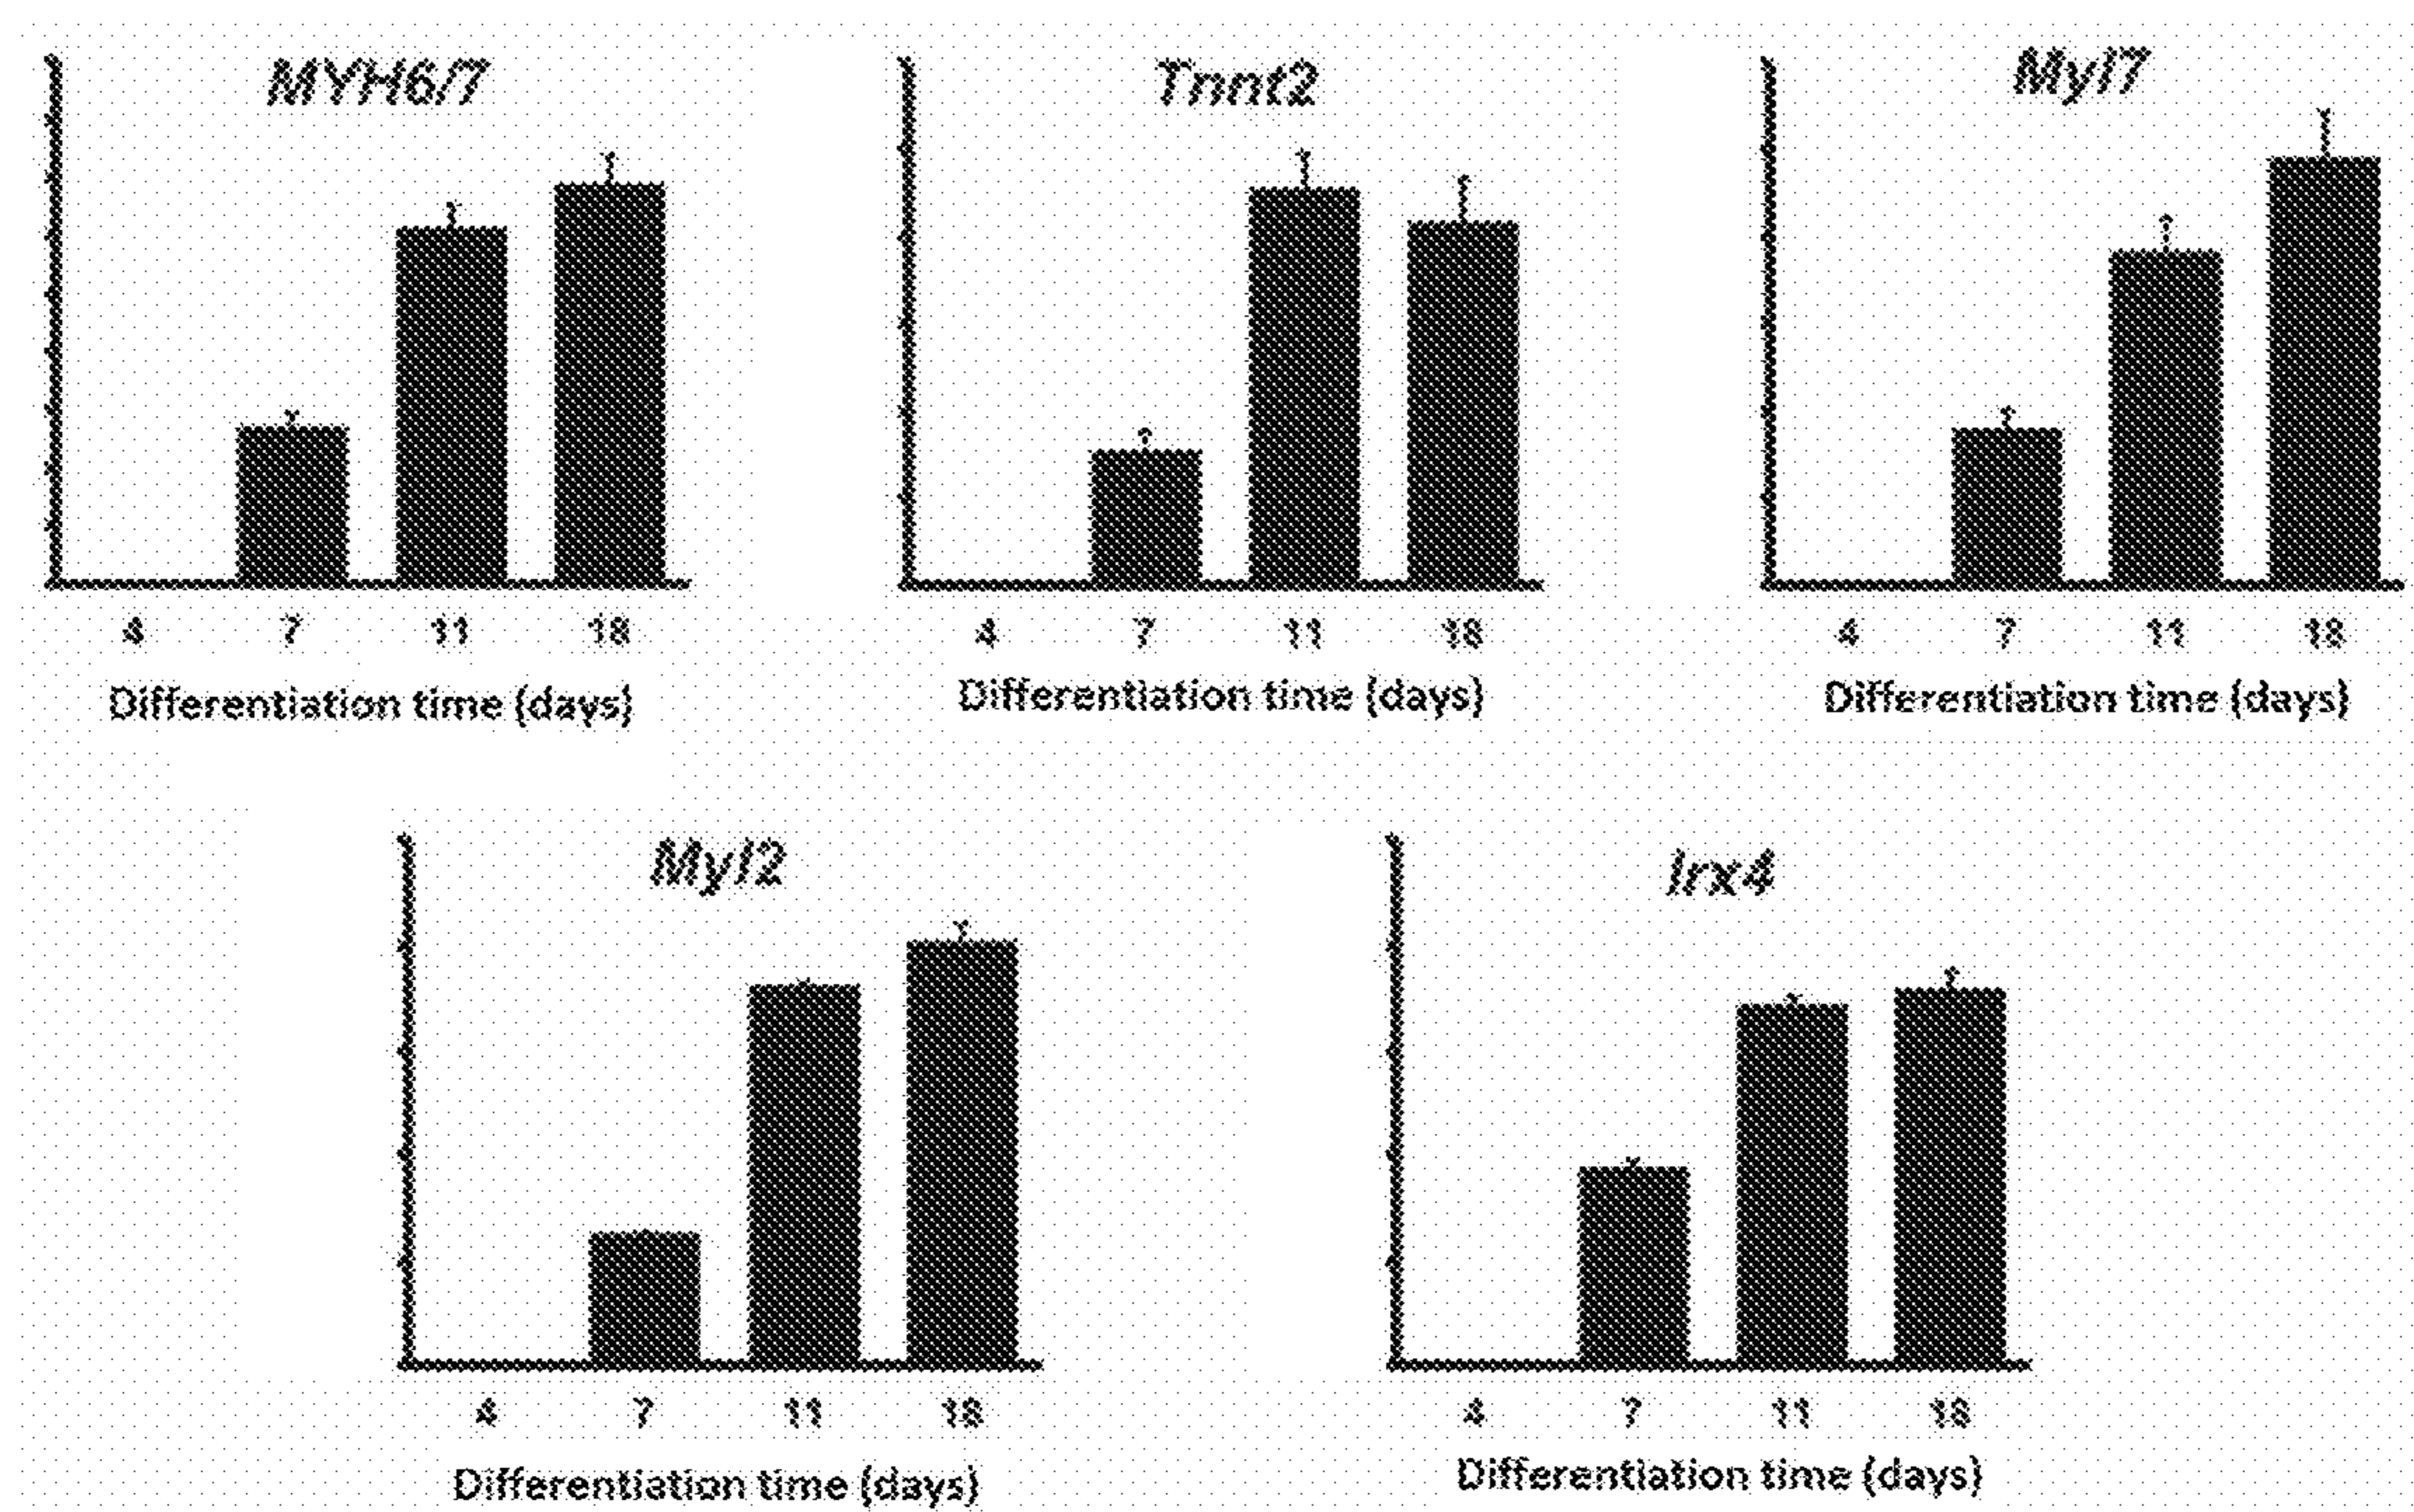 MYH6/7
4 7 11 18
Differentiation time (days)
Tnnt2
4 7 11 18
Differentiation time (days)
Myl7
4 7 11 18
Differentiation time (days)
Myl2
4 7 11 18
Differentiation time (days)
Irx4
4 7 11 18
Differentiation time (days)